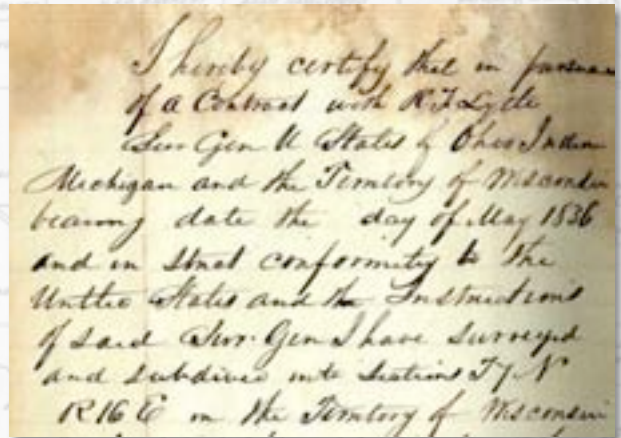 I hereby certify that in pursuance
of a Contract with R T Lytle
Sur Gen U States of Ohio Indian
Michigan and the Territory of Wisconsin
bearing date the day of May 1836
and in strict conformity to the
United States and the Instructions
of said Sur. Gen I have surveyed
and subdivided into Sections T 7 N
R 16 E in the Territory of Wisconsin